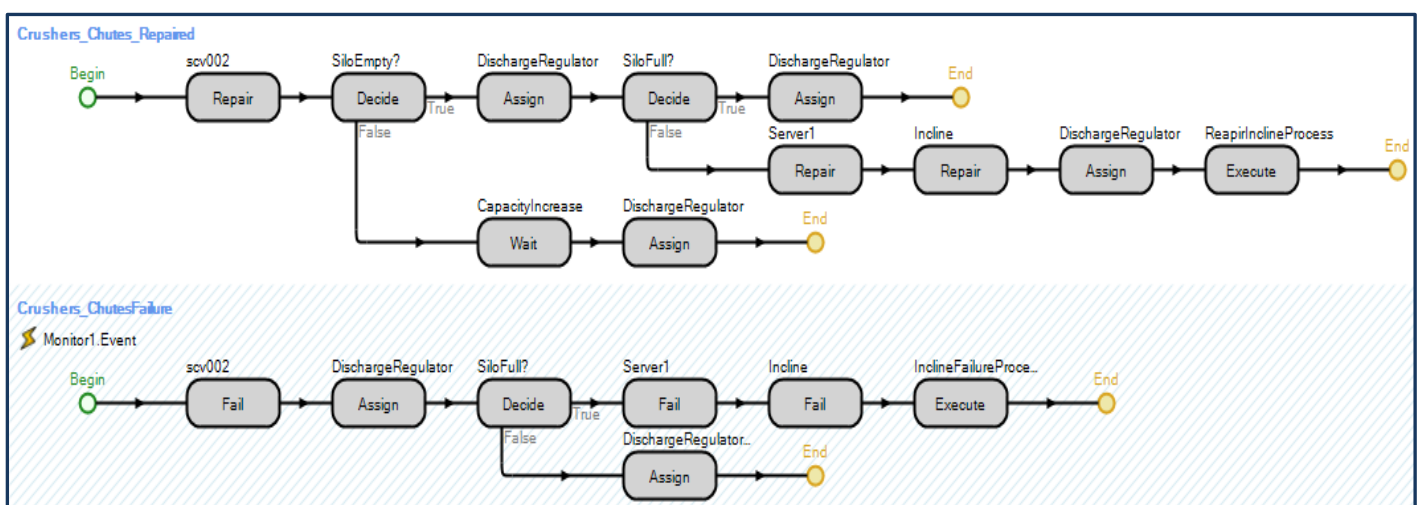 Crushers_Chutes_Repaired
Begin
scv002
Repair
SiloEmpty?
Decide
True
False
DischargeRegulator
Assign
SiloFull?
Decide
True
False
DischargeRegulator
Assign
End
Server1
Repair
Incline
Repair
DischargeRegulator
Assign
ReapirInclineProcess
Execute
End
CapacityIncrease
Wait
DischargeRegulator
Assign
End
Crushers_ChutesFailure
Monitor1.Event
Begin
scv002
Fail
DischargeRegulator
Assign
SiloFull?
Decide
True
False
Server1
Fail
Incline
Fail
InclineFailureProce...
Execute
End
DischargeRegulator...
Assign
End